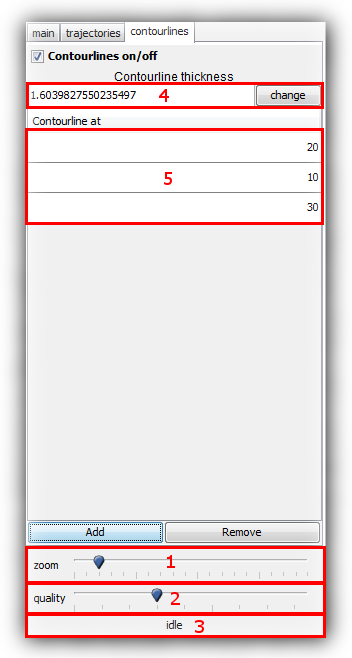 main trajectories contourlines
Contourlines on/off
Contourline thickness
1.6039827550235497 4 change
Contourline at
20
5 10
30
Add Remove
zoom 1
quality 2
idle 3